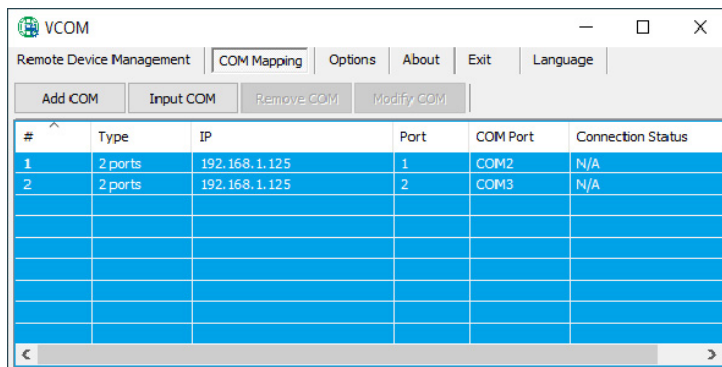 VCOM
Remote Device Management COM Mapping Options About Exit Language
Add COM Input COM Remove COM Modify COM
# Type IP Port COM Port Connection Status
1 2 ports 192.168.1.125 1 COM2 N/A
2 2 ports 192.168.1.125 2 COM3 N/A